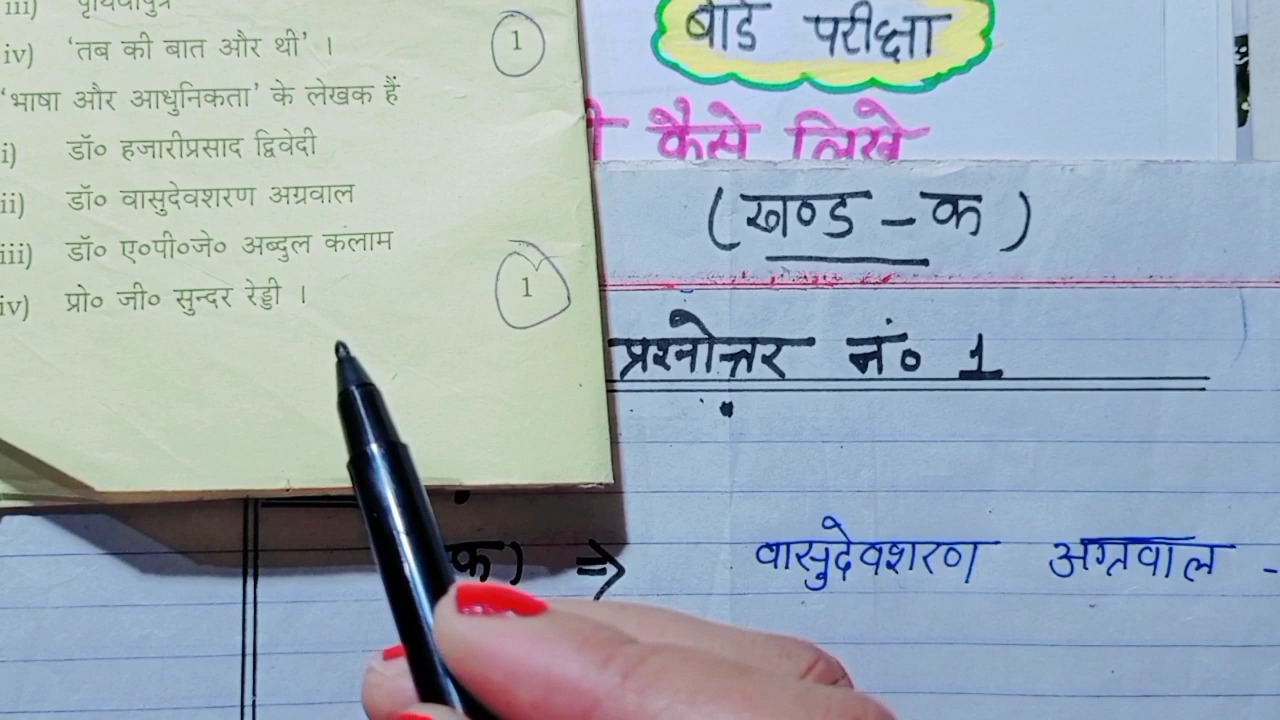 iii) पृथिवीपुत्र
iv) 'तब की बात और थी' । 1
'भाषा और आधुनिकता' के लेखक हैं
i) डॉ० हजारीप्रसाद द्विवेदी
ii) डॉ० वासुदेवशरण अग्रवाल
iii) डॉ० ए०पी०जे० अब्दुल कलाम
iv) प्रो० जी० सुन्दर रेड्डी । 1
बोर्ड परीक्षा
कैसे लिखे
(खण्ड - क)
प्रश्नोत्तर नं० 1
क) ⇒ वासुदेवशरण अग्रवाल -